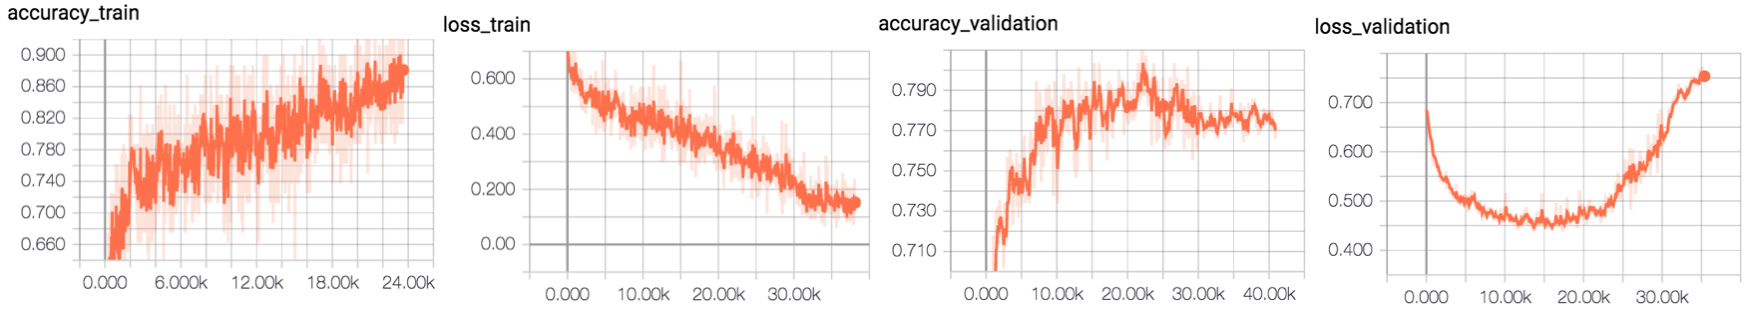 accuracy_train
0.900
0.860
0.820
0.780
0.740
0.700
0.660
0.000 6.000k 12.00k 18.00k 24.00k
loss_train
0.600
0.400
0.200
0.00
0.000 10.00k 20.00k 30.00k
accuracy_validation
0.790
0.770
0.750
0.730
0.710
0.000 10.00k 20.00k 30.00k 40.00k
loss_validation
0.700
0.600
0.500
0.400
0.000 10.00k 20.00k 30.00k